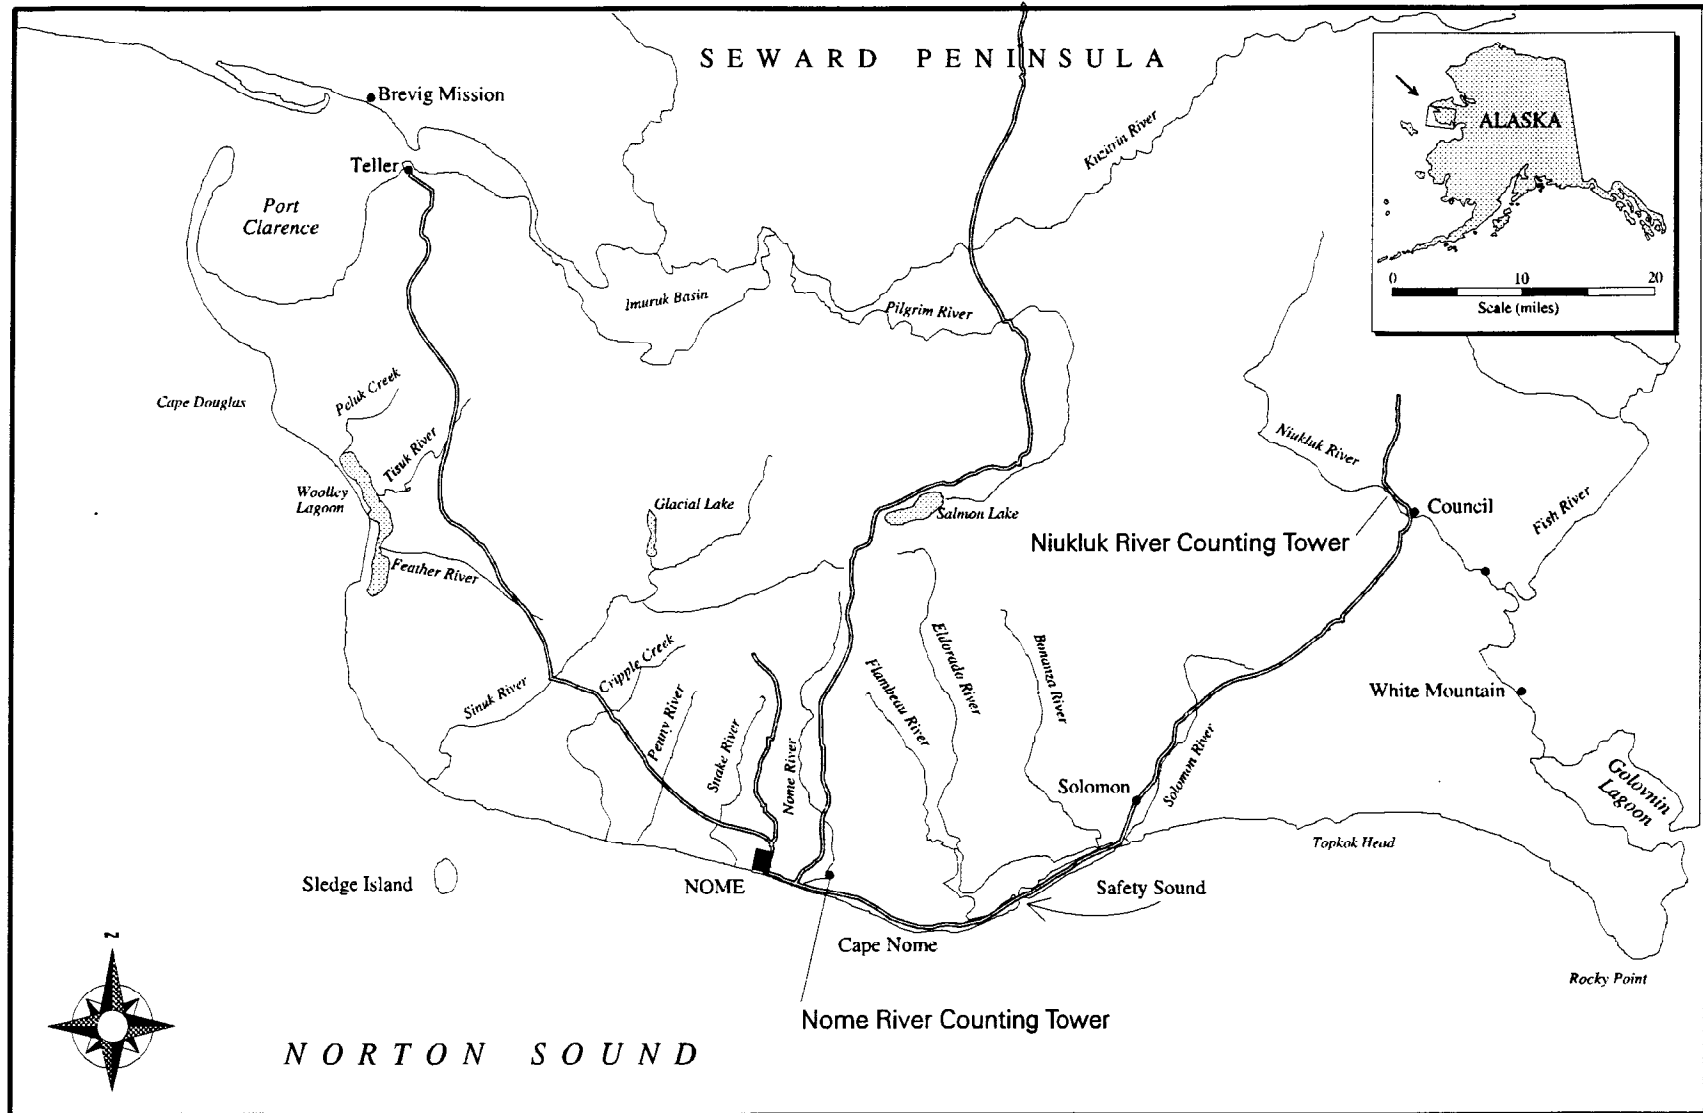 SEWARD PENINSULA
Brevig Mission
Teller
Port
Clarence
Kuzitrin River
ALASKA
0 10 20
Scale (miles)
Imuruk Basin
Pilgrim River
Cape Douglas
Peluk Creek
Tisuk River
Woolley
Lagoon
Glacial Lake
Salmon Lake
Niukluk River
Council
Fish River
Niukluk River Counting Tower
Feather River
Sinuk River
Cripple Creek
Penny River
Snake River
Nome River
Flambeau River
Eldorada River
Bonanza River
Solomon River
White Mountain
Solomon
Golovnin
Lagoon
Topkok Head
Sledge Island
NOME
Safety Sound
Cape Nome
Rocky Point
Nome River Counting Tower
N
NORTON SOUND